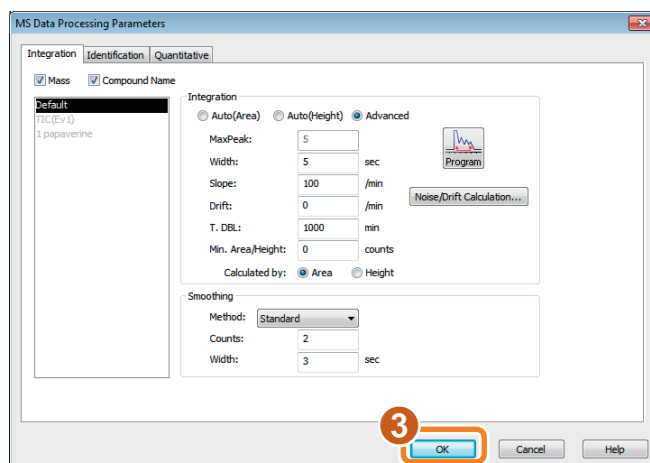 MS Data Processing Parameters
Integration Identification Quantitative
Mass Compound Name
Default
TIC(Ev1)
1 papaverine
Integration
Auto(Area) Auto(Height) Advanced
MaxPeak: 5
Width: 5 sec
Slope: 100 /min
Drift: 0 /min
T. DBL: 1000 min
Min. Area/Height: 0 counts
Calculated by: Area Height
Program
Noise/Drift Calculation...
Smoothing
Method: Standard
Counts: 2
Width: 3 sec
3
OK Cancel Help